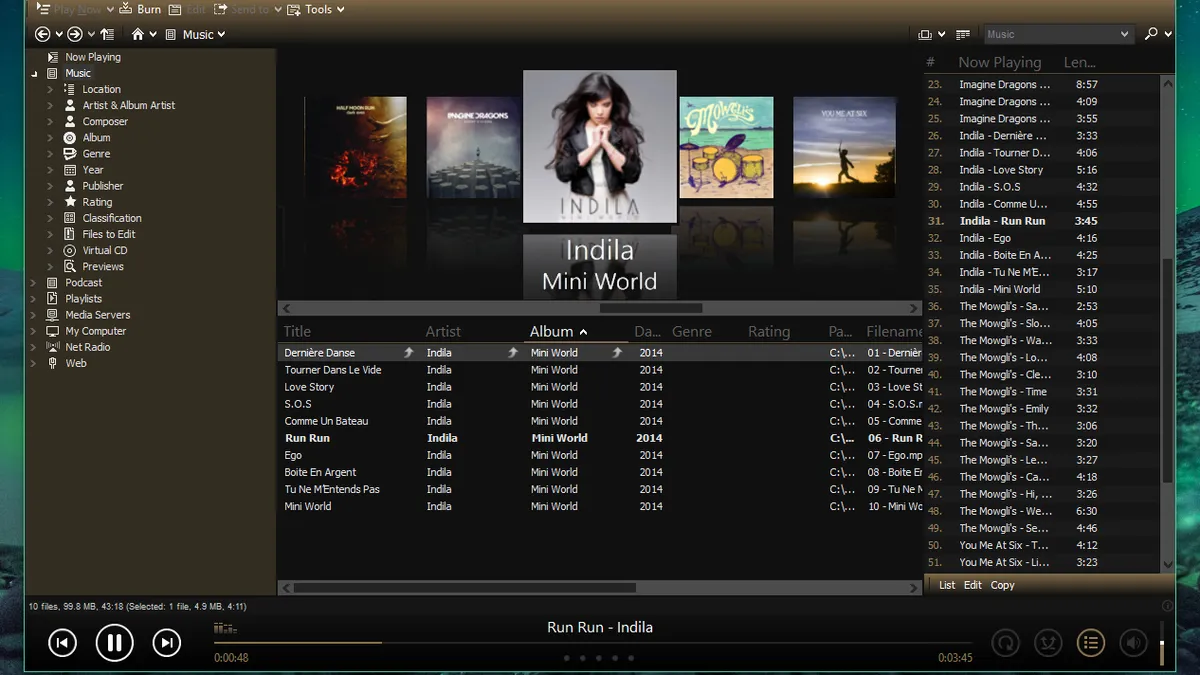 Play Now Burn Edit Send to Tools
Music
Music
Now Playing
Music
Location
Artist & Album Artist
Composer
Album
Genre
Year
Publisher
Rating
Classification
Files to Edit
Virtual CD
Previews
Podcast
Playlists
Media Servers
My Computer
Net Radio
Web
HALF MOON RUN
IMAGINE DRAGONS
INDILA
Mowgli's
YOU ME AT SIX
Indila
Mini World
Title Artist Album Da... Genre Rating Pa... Filename
Dernière Danse Indila Mini World 2014 C:\... 01 - Dernièr
Tourner Dans Le Vide Indila Mini World 2014 C:\... 02 - Tourner
Love Story Indila Mini World 2014 C:\... 03 - Love St
S.O.S Indila Mini World 2014 C:\... 04 - S.O.S.
Comme Un Bateau Indila Mini World 2014 C:\... 05 - Comme
Run Run Indila Mini World 2014 C:\... 06 - Run R
Ego Indila Mini World 2014 C:\... 07 - Ego.mp
Boite En Argent Indila Mini World 2014 C:\... 08 - Boite En
Tu Ne M'Entends Pas Indila Mini World 2014 C:\... 09 - Tu Ne
Mini World Indila Mini World 2014 C:\... 10 - Mini Wo
# Now Playing Len...
23. Imagine Dragons ... 8:57
24. Imagine Dragons ... 4:09
25. Imagine Dragons ... 3:55
26. Indila - Dernière ... 3:33
27. Indila - Tourner D... 4:06
28. Indila - Love Story 5:16
29. Indila - S.O.S 4:32
30. Indila - Comme U... 4:55
31. Indila - Run Run 3:45
32. Indila - Ego 4:16
33. Indila - Boite En A... 4:25
34. Indila - Tu Ne M'E... 3:17
35. Indila - Mini World 5:10
36. The Mowgli's - Sa... 2:53
37. The Mowgli's - Slo... 4:05
38. The Mowgli's - Wa... 3:33
39. The Mowgli's - Lo... 4:08
40. The Mowgli's - Cle... 3:10
41. The Mowgli's - Time 3:31
42. The Mowgli's - Emily 3:32
43. The Mowgli's - Th... 3:06
44. The Mowgli's - Sa... 3:20
45. The Mowgli's - Le... 3:27
46. The Mowgli's - Ca... 4:18
47. The Mowgli's - Hi, ... 3:26
48. The Mowgli's - We... 6:30
49. The Mowgli's - Se... 4:46
50. You Me At Six - T... 4:12
51. You Me At Six - Li... 3:23
List Edit Copy
10 files, 99.8 MB, 43:18 (Selected: 1 file, 4.9 MB, 4:11)
Run Run - Indila
0:00:48 0:03:45